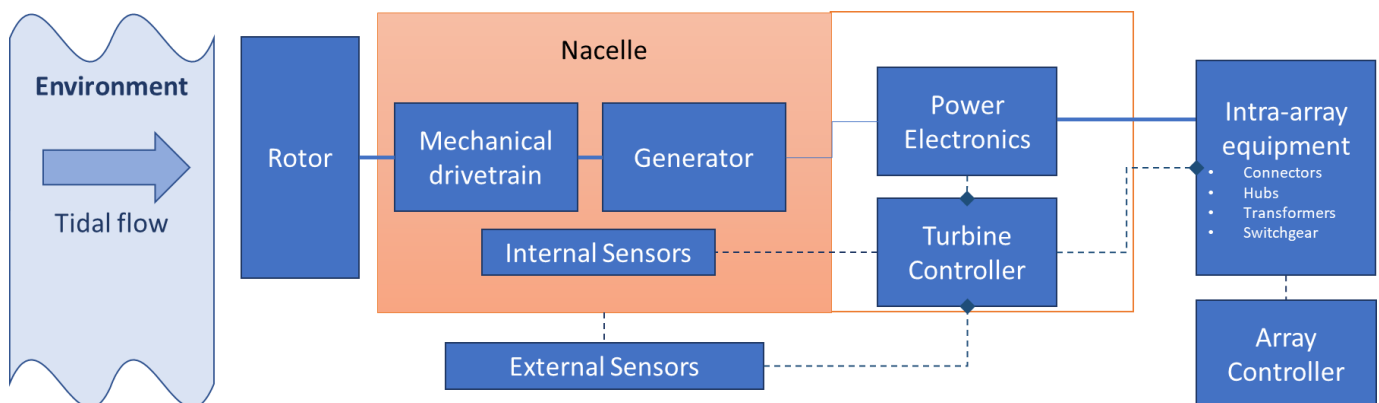 Environment
Tidal flow
Rotor
Nacelle
Mechanical
drivetrain
Generator
Internal Sensors
External Sensors
Power
Electronics
Turbine
Controller
Intra-array
equipment
• Connectors
• Hubs
• Transformers
• Switchgear
Array
Controller